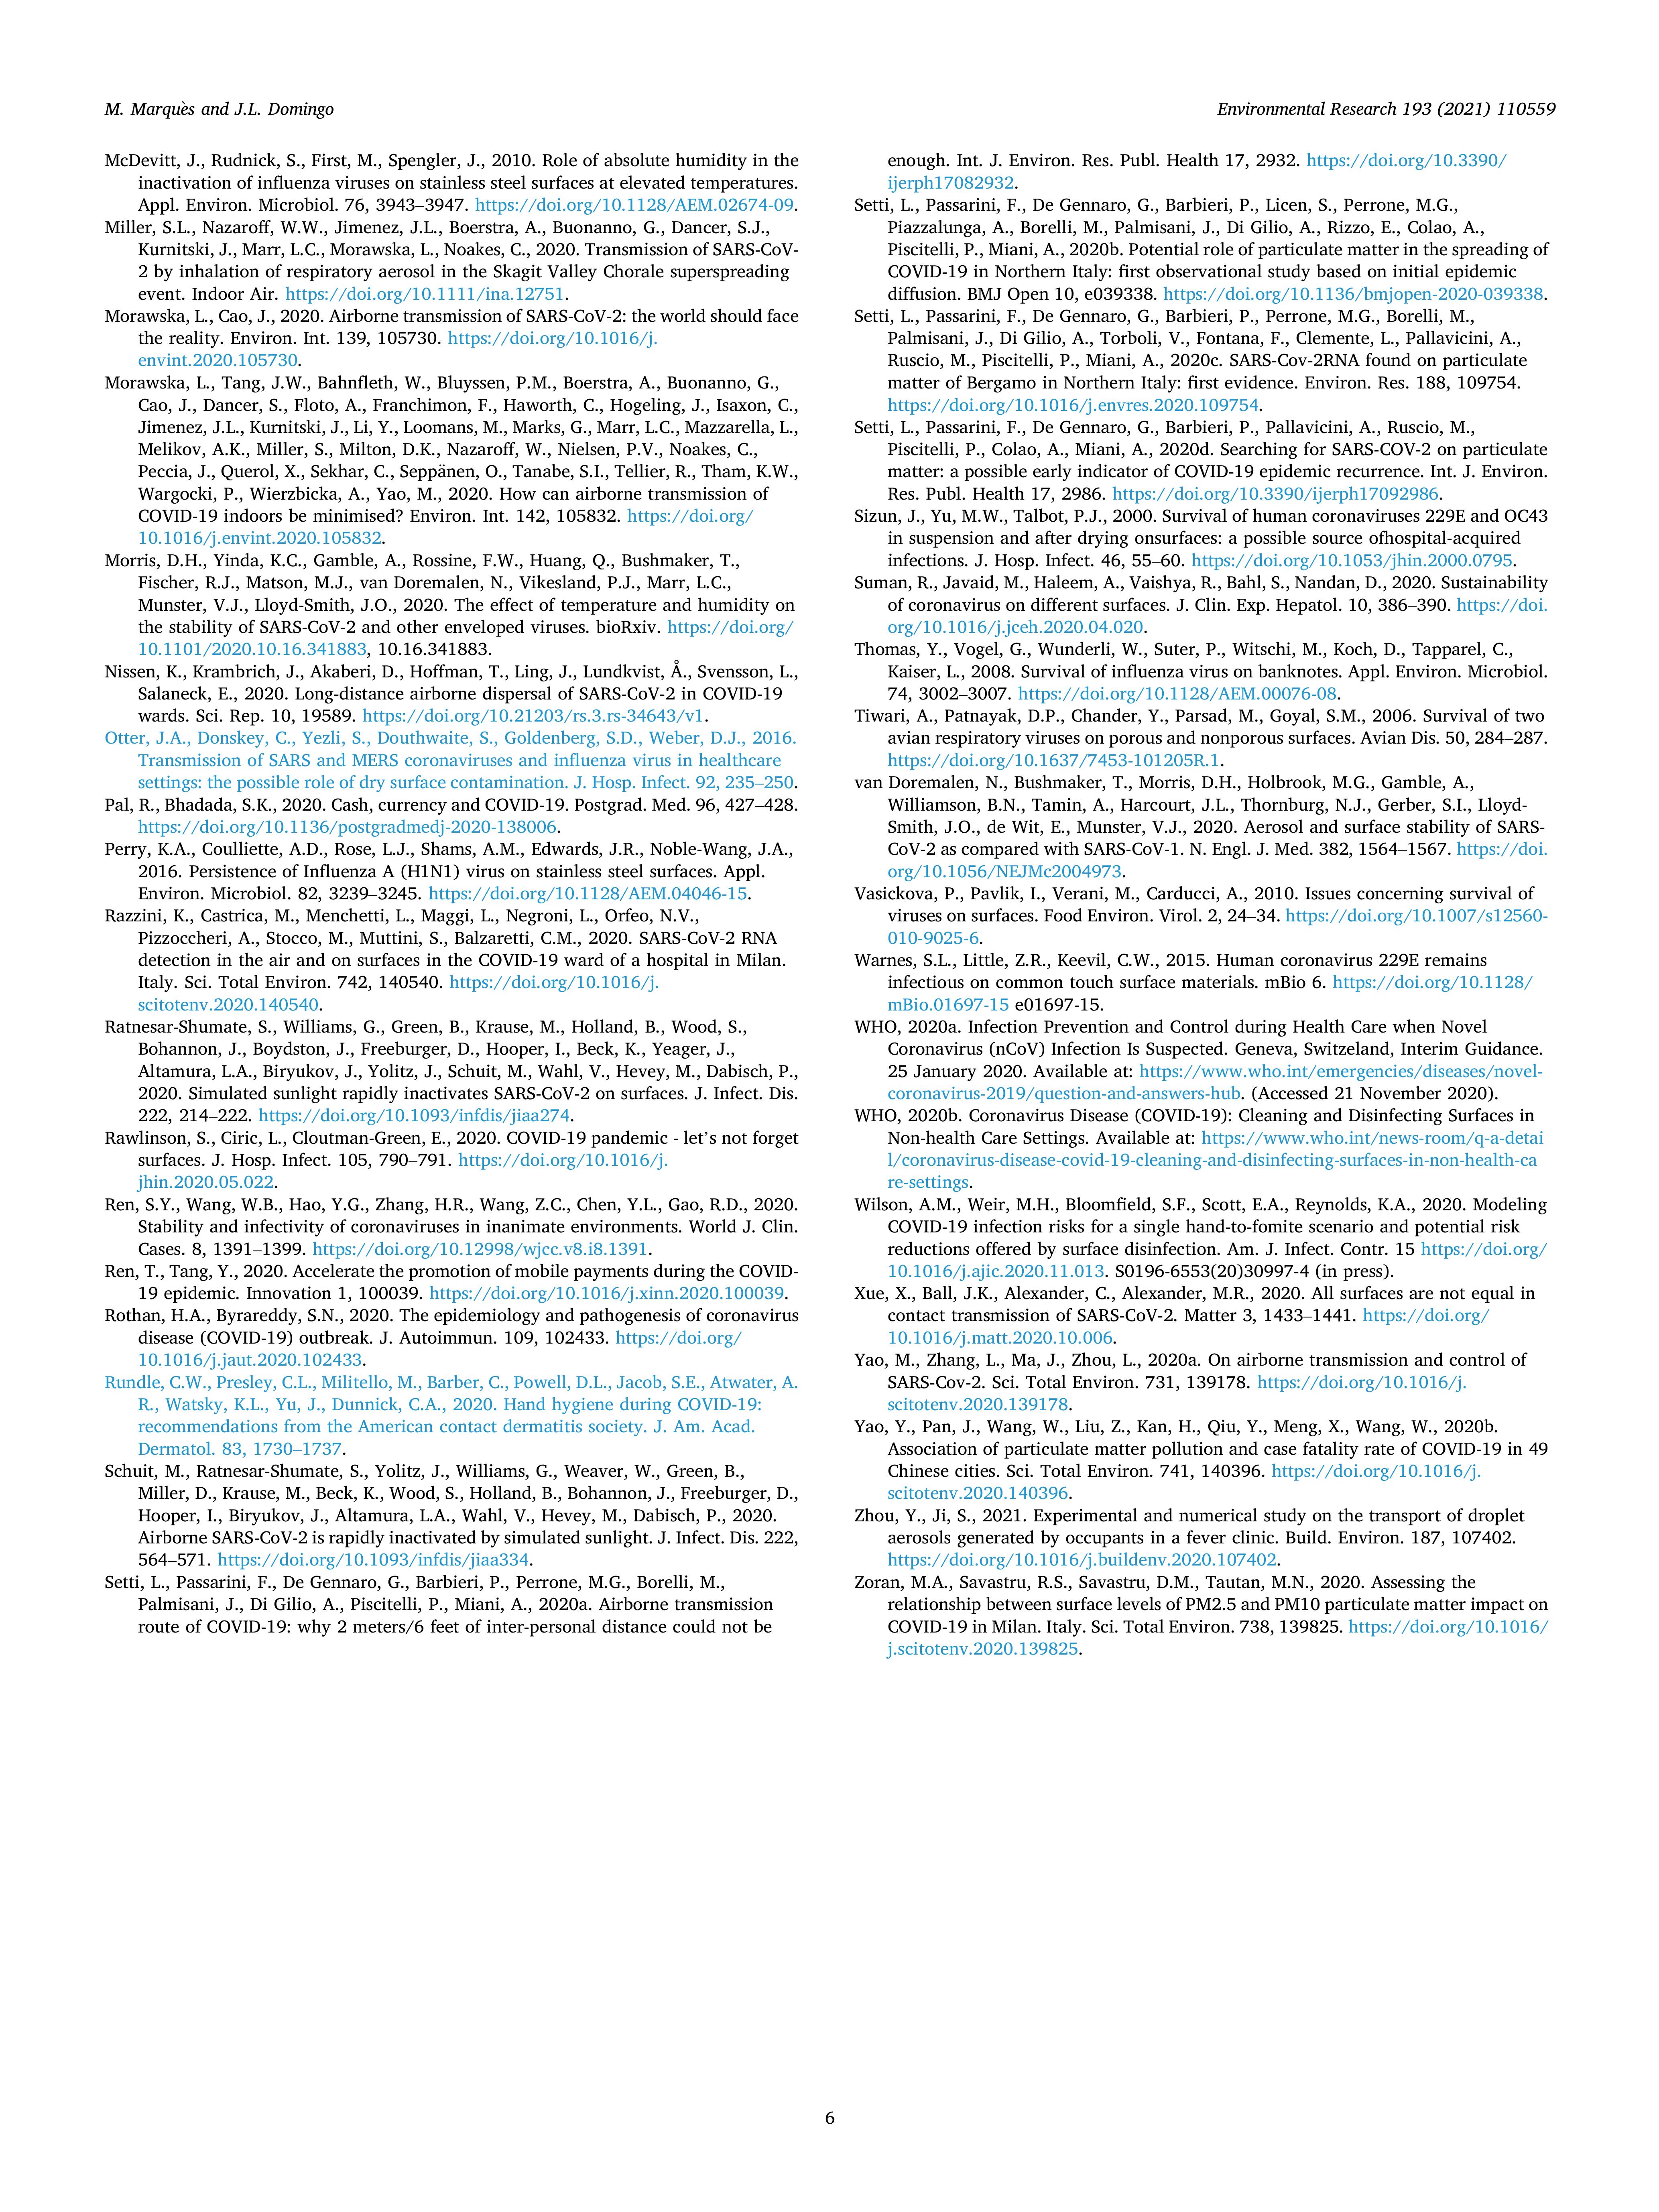 M. Marquès and J.L. Domingo
Environmental Research 193 (2021) 110559
McDevitt, J., Rudnick, S., First, M., Spengler, J., 2010. Role of absolute humidity in the
inactivation of influenza viruses on stainless steel surfaces at elevated temperatures.
Appl. Environ. Microbiol. 76, 3943–3947. https://doi.org/10.1128/AEM.02674-09.
Miller, S.L., Nazaroff, W.W., Jimenez, J.L., Boerstra, A., Buonanno, G., Dancer, S.J.,
Kurnitski, J., Marr, L.C., Morawska, L., Noakes, C., 2020. Transmission of SARS-CoV-
2 by inhalation of respiratory aerosol in the Skagit Valley Chorale superspreading
event. Indoor Air. https://doi.org/10.1111/ina.12751.
Morawska, L., Cao, J., 2020. Airborne transmission of SARS-CoV-2: the world should face
the reality. Environ. Int. 139, 105730. https://doi.org/10.1016/j.
envint.2020.105730.
Morawska, L., Tang, J.W., Bahnfleth, W., Bluyssen, P.M., Boerstra, A., Buonanno, G.,
Cao, J., Dancer, S., Floto, A., Franchimon, F., Haworth, C., Hogeling, J., Isaxon, C.,
Jimenez, J.L., Kurnitski, J., Li, Y., Loomans, M., Marks, G., Marr, L.C., Mazzarella, L.,
Melikov, A.K., Miller, S., Milton, D.K., Nazaroff, W., Nielsen, P.V., Noakes, C.,
Peccia, J., Querol, X., Sekhar, C., Seppänen, O., Tanabe, S.I., Tellier, R., Tham, K.W.,
Wargocki, P., Wierzbicka, A., Yao, M., 2020. How can airborne transmission of
COVID-19 indoors be minimised? Environ. Int. 142, 105832. https://doi.org/
10.1016/j.envint.2020.105832.
Morris, D.H., Yinda, K.C., Gamble, A., Rossine, F.W., Huang, Q., Bushmaker, T.,
Fischer, R.J., Matson, M.J., van Doremalen, N., Vikesland, P.J., Marr, L.C.,
Munster, V.J., Lloyd-Smith, J.O., 2020. The effect of temperature and humidity on
the stability of SARS-CoV-2 and other enveloped viruses. bioRxiv. https://doi.org/
10.1101/2020.10.16.341883, 10.16.341883.
Nissen, K., Krambrich, J., Akaberi, D., Hoffman, T., Ling, J., Lundkvist, Å., Svensson, L.,
Salaneck, E., 2020. Long-distance airborne dispersal of SARS-CoV-2 in COVID-19
wards. Sci. Rep. 10, 19589. https://doi.org/10.21203/rs.3.rs-34643/v1.
Otter, J.A., Donskey, C., Yezli, S., Douthwaite, S., Goldenberg, S.D., Weber, D.J., 2016.
Transmission of SARS and MERS coronaviruses and influenza virus in healthcare
settings: the possible role of dry surface contamination. J. Hosp. Infect. 92, 235–250.
Pal, R., Bhadada, S.K., 2020. Cash, currency and COVID-19. Postgrad. Med. 96, 427–428.
https://doi.org/10.1136/postgradmedj-2020-138006.
Perry, K.A., Coulliette, A.D., Rose, L.J., Shams, A.M., Edwards, J.R., Noble-Wang, J.A.,
2016. Persistence of Influenza A (H1N1) virus on stainless steel surfaces. Appl.
Environ. Microbiol. 82, 3239–3245. https://doi.org/10.1128/AEM.04046-15.
Razzini, K., Castrica, M., Menchetti, L., Maggi, L., Negroni, L., Orfeo, N.V.,
Pizzoccheri, A., Stocco, M., Muttini, S., Balzaretti, C.M., 2020. SARS-CoV-2 RNA
detection in the air and on surfaces in the COVID-19 ward of a hospital in Milan.
Italy. Sci. Total Environ. 742, 140540. https://doi.org/10.1016/j.
scitotenv.2020.140540.
Ratnesar-Shumate, S., Williams, G., Green, B., Krause, M., Holland, B., Wood, S.,
Bohannon, J., Boydston, J., Freeburger, D., Hooper, I., Beck, K., Yeager, J.,
Altamura, L.A., Biryukov, J., Yolitz, J., Schuit, M., Wahl, V., Hevey, M., Dabisch, P.,
2020. Simulated sunlight rapidly inactivates SARS-CoV-2 on surfaces. J. Infect. Dis.
222, 214–222. https://doi.org/10.1093/infdis/jiaa274.
Rawlinson, S., Ciric, L., Cloutman-Green, E., 2020. COVID-19 pandemic - let’s not forget
surfaces. J. Hosp. Infect. 105, 790–791. https://doi.org/10.1016/j.
jhin.2020.05.022.
Ren, S.Y., Wang, W.B., Hao, Y.G., Zhang, H.R., Wang, Z.C., Chen, Y.L., Gao, R.D., 2020.
Stability and infectivity of coronaviruses in inanimate environments. World J. Clin.
Cases. 8, 1391–1399. https://doi.org/10.12998/wjcc.v8.i8.1391.
Ren, T., Tang, Y., 2020. Accelerate the promotion of mobile payments during the COVID-
19 epidemic. Innovation 1, 100039. https://doi.org/10.1016/j.xinn.2020.100039.
Rothan, H.A., Byrareddy, S.N., 2020. The epidemiology and pathogenesis of coronavirus
disease (COVID-19) outbreak. J. Autoimmun. 109, 102433. https://doi.org/
10.1016/j.jaut.2020.102433.
Rundle, C.W., Presley, C.L., Militello, M., Barber, C., Powell, D.L., Jacob, S.E., Atwater, A.
R., Watsky, K.L., Yu, J., Dunnick, C.A., 2020. Hand hygiene during COVID-19:
recommendations from the American contact dermatitis society. J. Am. Acad.
Dermatol. 83, 1730–1737.
Schuit, M., Ratnesar-Shumate, S., Yolitz, J., Williams, G., Weaver, W., Green, B.,
Miller, D., Krause, M., Beck, K., Wood, S., Holland, B., Bohannon, J., Freeburger, D.,
Hooper, I., Biryukov, J., Altamura, L.A., Wahl, V., Hevey, M., Dabisch, P., 2020.
Airborne SARS-CoV-2 is rapidly inactivated by simulated sunlight. J. Infect. Dis. 222,
564–571. https://doi.org/10.1093/infdis/jiaa334.
Setti, L., Passarini, F., De Gennaro, G., Barbieri, P., Perrone, M.G., Borelli, M.,
Palmisani, J., Di Gilio, A., Piscitelli, P., Miani, A., 2020a. Airborne transmission
route of COVID-19: why 2 meters/6 feet of inter-personal distance could not be
enough. Int. J. Environ. Res. Publ. Health 17, 2932. https://doi.org/10.3390/
ijerph17082932.
Setti, L., Passarini, F., De Gennaro, G., Barbieri, P., Licen, S., Perrone, M.G.,
Piazzalunga, A., Borelli, M., Palmisani, J., Di Gilio, A., Rizzo, E., Colao, A.,
Piscitelli, P., Miani, A., 2020b. Potential role of particulate matter in the spreading of
COVID-19 in Northern Italy: first observational study based on initial epidemic
diffusion. BMJ Open 10, e039338. https://doi.org/10.1136/bmjopen-2020-039338.
Setti, L., Passarini, F., De Gennaro, G., Barbieri, P., Perrone, M.G., Borelli, M.,
Palmisani, J., Di Gilio, A., Torboli, V., Fontana, F., Clemente, L., Pallavicini, A.,
Ruscio, M., Piscitelli, P., Miani, A., 2020c. SARS-Cov-2RNA found on particulate
matter of Bergamo in Northern Italy: first evidence. Environ. Res. 188, 109754.
https://doi.org/10.1016/j.envres.2020.109754.
Setti, L., Passarini, F., De Gennaro, G., Barbieri, P., Pallavicini, A., Ruscio, M.,
Piscitelli, P., Colao, A., Miani, A., 2020d. Searching for SARS-COV-2 on particulate
matter: a possible early indicator of COVID-19 epidemic recurrence. Int. J. Environ.
Res. Publ. Health 17, 2986. https://doi.org/10.3390/ijerph17092986.
Sizun, J., Yu, M.W., Talbot, P.J., 2000. Survival of human coronaviruses 229E and OC43
in suspension and after drying onsurfaces: a possible source ofhospital-acquired
infections. J. Hosp. Infect. 46, 55–60. https://doi.org/10.1053/jhin.2000.0795.
Suman, R., Javaid, M., Haleem, A., Vaishya, R., Bahl, S., Nandan, D., 2020. Sustainability
of coronavirus on different surfaces. J. Clin. Exp. Hepatol. 10, 386–390. https://doi.
org/10.1016/j.jceh.2020.04.020.
Thomas, Y., Vogel, G., Wunderli, W., Suter, P., Witschi, M., Koch, D., Tapparel, C.,
Kaiser, L., 2008. Survival of influenza virus on banknotes. Appl. Environ. Microbiol.
74, 3002–3007. https://doi.org/10.1128/AEM.00076-08.
Tiwari, A., Patnayak, D.P., Chander, Y., Parsad, M., Goyal, S.M., 2006. Survival of two
avian respiratory viruses on porous and nonporous surfaces. Avian Dis. 50, 284–287.
https://doi.org/10.1637/7453-101205R.1.
van Doremalen, N., Bushmaker, T., Morris, D.H., Holbrook, M.G., Gamble, A.,
Williamson, B.N., Tamin, A., Harcourt, J.L., Thornburg, N.J., Gerber, S.I., Lloyd-
Smith, J.O., de Wit, E., Munster, V.J., 2020. Aerosol and surface stability of SARS-
CoV-2 as compared with SARS-CoV-1. N. Engl. J. Med. 382, 1564–1567. https://doi.
org/10.1056/NEJMc2004973.
Vasickova, P., Pavlik, I., Verani, M., Carducci, A., 2010. Issues concerning survival of
viruses on surfaces. Food Environ. Virol. 2, 24–34. https://doi.org/10.1007/s12560-
010-9025-6.
Warnes, S.L., Little, Z.R., Keevil, C.W., 2015. Human coronavirus 229E remains
infectious on common touch surface materials. mBio 6. https://doi.org/10.1128/
mBio.01697-15 e01697-15.
WHO, 2020a. Infection Prevention and Control during Health Care when Novel
Coronavirus (nCoV) Infection Is Suspected. Geneva, Switzeland, Interim Guidance.
25 January 2020. Available at: https://www.who.int/emergencies/diseases/novel-
coronavirus-2019/question-and-answers-hub. (Accessed 21 November 2020).
WHO, 2020b. Coronavirus Disease (COVID-19): Cleaning and Disinfecting Surfaces in
Non-health Care Settings. Available at: https://www.who.int/news-room/q-a-detai
l/coronavirus-disease-covid-19-cleaning-and-disinfecting-surfaces-in-non-health-ca
re-settings.
Wilson, A.M., Weir, M.H., Bloomfield, S.F., Scott, E.A., Reynolds, K.A., 2020. Modeling
COVID-19 infection risks for a single hand-to-fomite scenario and potential risk
reductions offered by surface disinfection. Am. J. Infect. Contr. 15 https://doi.org/
10.1016/j.ajic.2020.11.013. S0196-6553(20)30997-4 (in press).
Xue, X., Ball, J.K., Alexander, C., Alexander, M.R., 2020. All surfaces are not equal in
contact transmission of SARS-CoV-2. Matter 3, 1433–1441. https://doi.org/
10.1016/j.matt.2020.10.006.
Yao, M., Zhang, L., Ma, J., Zhou, L., 2020a. On airborne transmission and control of
SARS-Cov-2. Sci. Total Environ. 731, 139178. https://doi.org/10.1016/j.
scitotenv.2020.139178.
Yao, Y., Pan, J., Wang, W., Liu, Z., Kan, H., Qiu, Y., Meng, X., Wang, W., 2020b.
Association of particulate matter pollution and case fatality rate of COVID-19 in 49
Chinese cities. Sci. Total Environ. 741, 140396. https://doi.org/10.1016/j.
scitotenv.2020.140396.
Zhou, Y., Ji, S., 2021. Experimental and numerical study on the transport of droplet
aerosols generated by occupants in a fever clinic. Build. Environ. 187, 107402.
https://doi.org/10.1016/j.buildenv.2020.107402.
Zoran, M.A., Savastru, R.S., Savastru, D.M., Tautan, M.N., 2020. Assessing the
relationship between surface levels of PM2.5 and PM10 particulate matter impact on
COVID-19 in Milan. Italy. Sci. Total Environ. 738, 139825. https://doi.org/10.1016/
j.scitotenv.2020.139825.
6